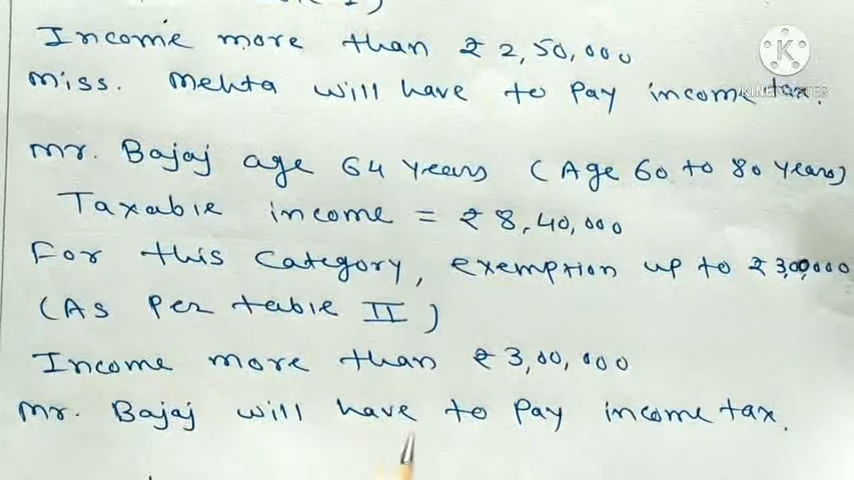 Income more than ₹ 2,50,000
Miss. Mehta will have to pay income tax.
Mr. Bajaj age 64 years (Age 60 to 80 years)
Taxable income = ₹ 8,40,000
For this category, exemption up to ₹ 3,00,000
(As per table II)
Income more than ₹ 3,00,000
Mr. Bajaj will have to pay income tax.